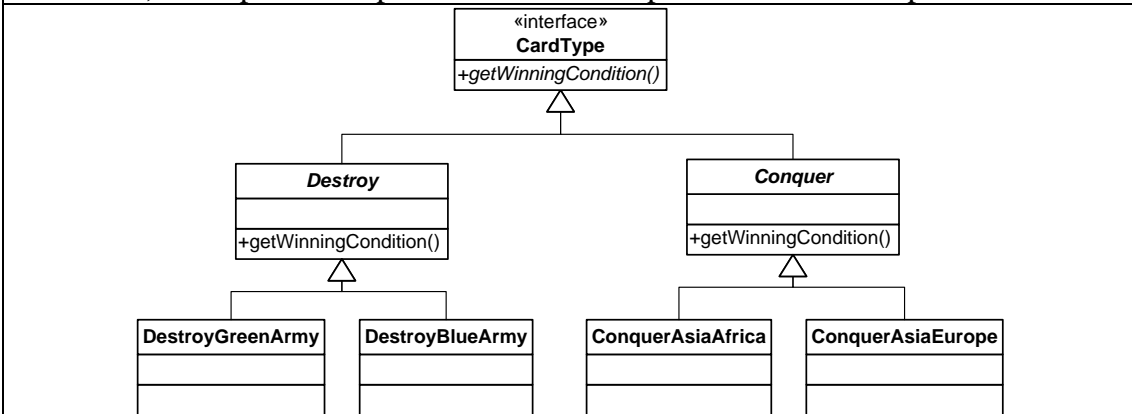 «interface»
CardType
+getWinningCondition()
Destroy
Conquer
+getWinningCondition()
+getWinningCondition()
DestroyGreenArmy
DestroyBlueArmy
ConquerAsiaAfrica
ConquerAsiaEurope